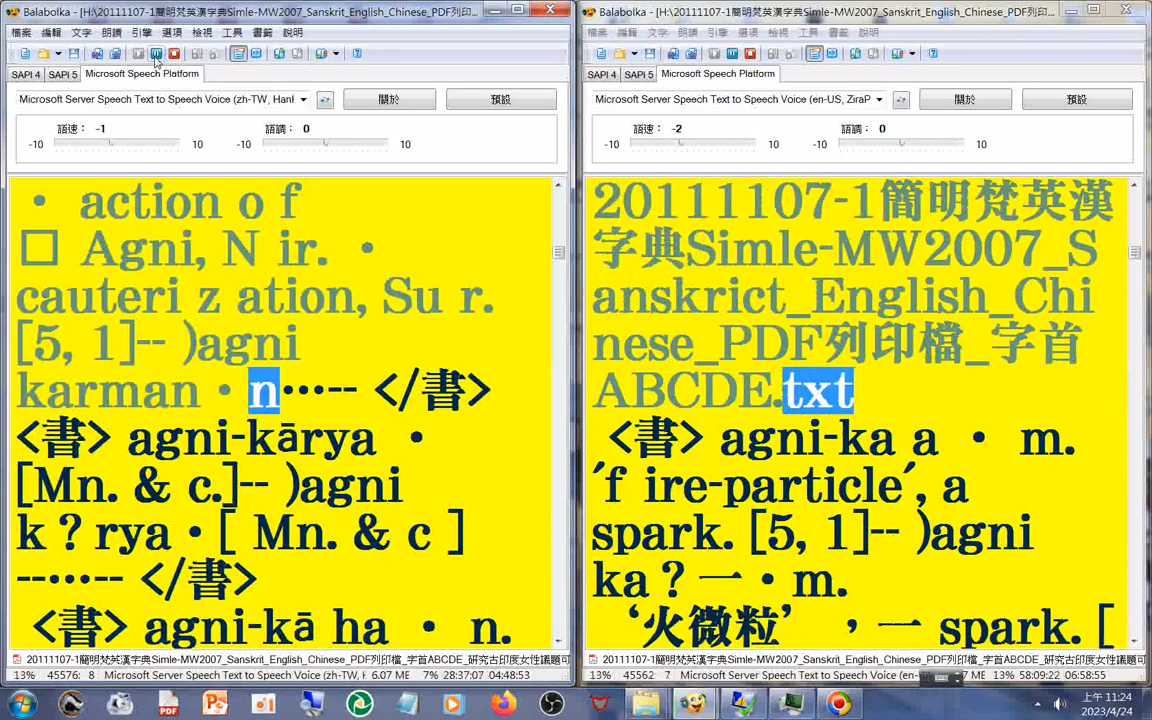 Balabolka - [H:\20111107-1簡明梵英漢字典Simle-MW2007_Sanskrit_English_Chinese_PDF列印...
檔案 編輯 文字 朗讀 引擎 選項 檢視 工具 書籤 說明
SAPI 4 SAPI 5 Microsoft Speech Platform
Microsoft Server Speech Text to Speech Voice (zh-TW, HanH 關於 預設
語速： -1 語調： 0
-10 10 -10 10
• action o f
□ Agni, N ir. •
cauteri z ation, Su r.
[5, 1]-- )agni
karman • n···-- </書>
<書> agni-kārya •
[Mn. & c.]-- )agni
k ? rya • [ Mn. & c ]
--···-- </書>
<書> agni-kā ha • n.
20111107-1簡明梵英漢字典Simle-MW2007_Sanskrit_English_Chinese_PDF列印檔_字首ABCDE_研究古印度女性議題可
13% 45576: 8 Microsoft Server Speech Text to Speech Voice (zh-TW, H 6.07 ME 7% 28:37:07 04:48:53
Balabolka - [H:\20111107-1簡明梵英漢字典Simle-MW2007_Sanskrit_English_Chinese_PDF列印...
檔案 編輯 文字 朗讀 引擎 選項 檢視 工具 書籤 說明
SAPI 4 SAPI 5 Microsoft Speech Platform
Microsoft Server Speech Text to Speech Voice (en-US, ZiraP 關於 預設
語速： -2 語調： 0
-10 10 -10 10
20111107-1簡明梵英漢
字典Simle-MW2007_S
anskrict_English_Chi
nese_PDF列印檔_字首
ABCDE.txt
<書> agni-ka a • m.
′f ire-particle′, a
spark. [5, 1]-- )agni
ka ? 一 • m.
‘火微粒’，一 spark. [
20111107-1簡明梵英漢字典Simle-MW2007_Sanskrit_English_Chinese_PDF列印檔_字首ABCDE_研究古印度女性議題可
13% 45562: 7 Microsoft Server Speech Text to Speech Voice (en- ME 13% 58:09:22 06:58:55
上午 11:24
2023/4/24